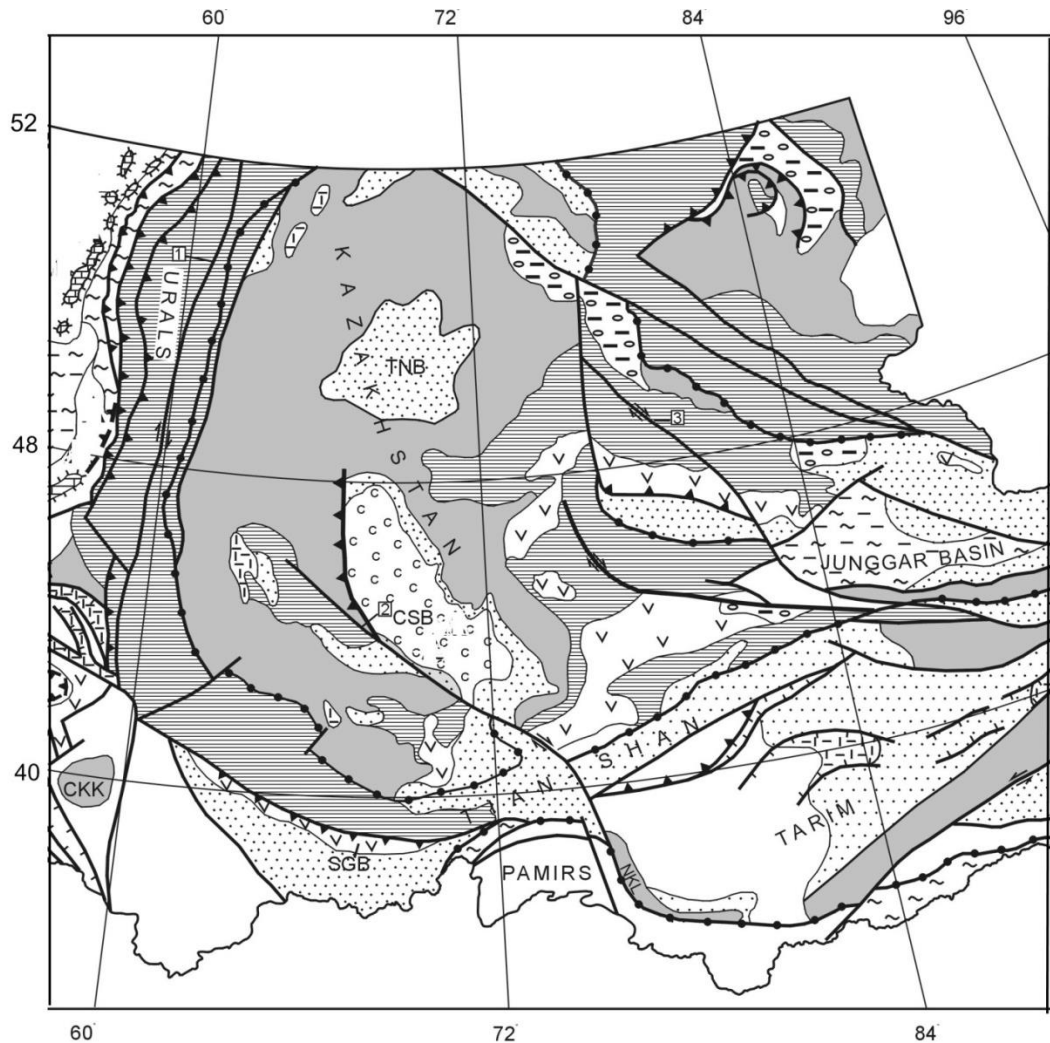 60°
72°
84°
96
52
1
URALS
KAZAKHSTAN
TNB
3
48
JUNGGAR BASIN
2
CSB
TAN SHAN
40
CKK
TARIM
SGB
PAMIRS
NKL
60°
72°
84°